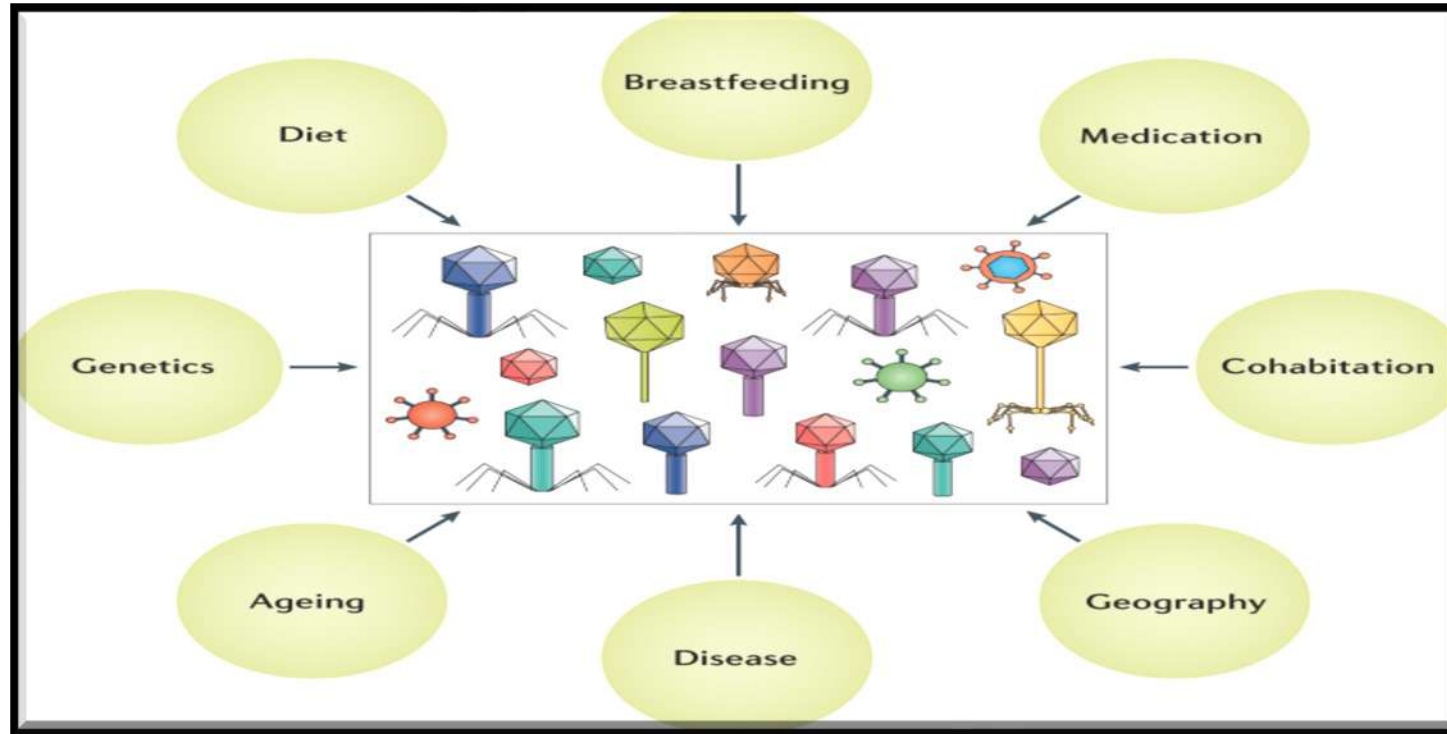 Breastfeeding
Diet
Medication
Genetics
Cohabitation
Ageing
Geography
Disease